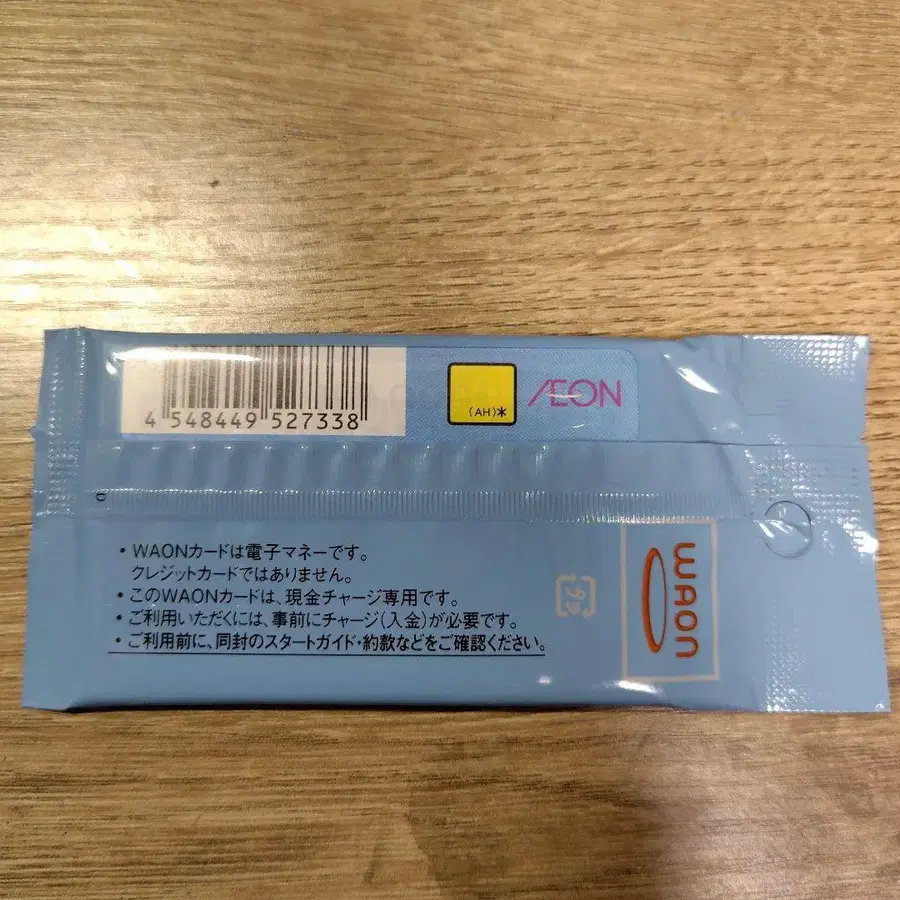 4 548449 527338
(AH)*
ÆON
・WAONカードは電子マネーです。
クレジットカードではありません。
・このWAONカードは、現金チャージ専用です。
・ご利用いただくには、事前にチャージ(入金)が必要です。
・ご利用前に、同封のスタートガイド・約款などをご確認ください。
プラ
WAON